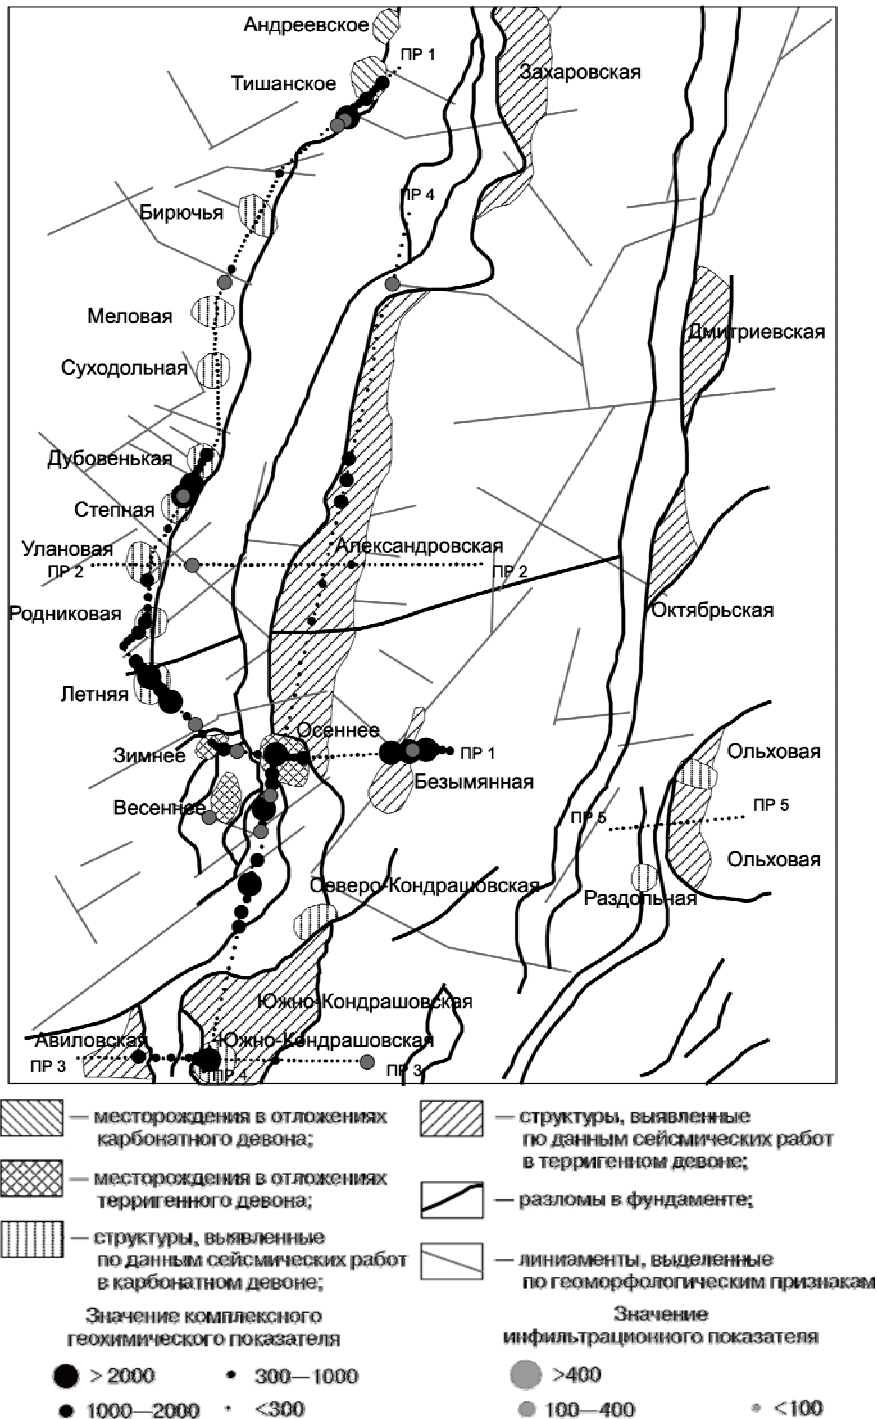 Андреевское
ПР 1
Тишанское
Захаровская
ПР 4
Бирючья
Меловая
Дмитриевская
Суходольная
Дубовенькая
Степная
Улановая
Александровская
ПР 2
ПР 2
Родниковая
Октябрьская
Летняя
Осеннее
Зимнее
ПР 1
Ольховая
Безымянная
Весеннее
ПР 5
ПР 5
Ольховая
Северо-Кондрашовская
Раздольная
Южно-Кондрашовская
Авиловская
Южно-Кондрашовская
ПР 3
ПР 4
ПР 3
— месторождения в отложениях
карбонатного девона;
— месторождения в отложениях
терригенного девона;
— структуры, выявленные
по данным сейсмических работ
в карбонатном девоне;
— структуры, выявленные
по данным сейсмических работ
в терригенном девоне;
— разломы в фундаменте;
— линиаменты, выделенные
по геоморфологическим признакам
Значение комплексного
геохимического показателя
> 2000
300—1000
1000—2000
<300
Значение
инфильтрационного показателя
>400
100—400
<100